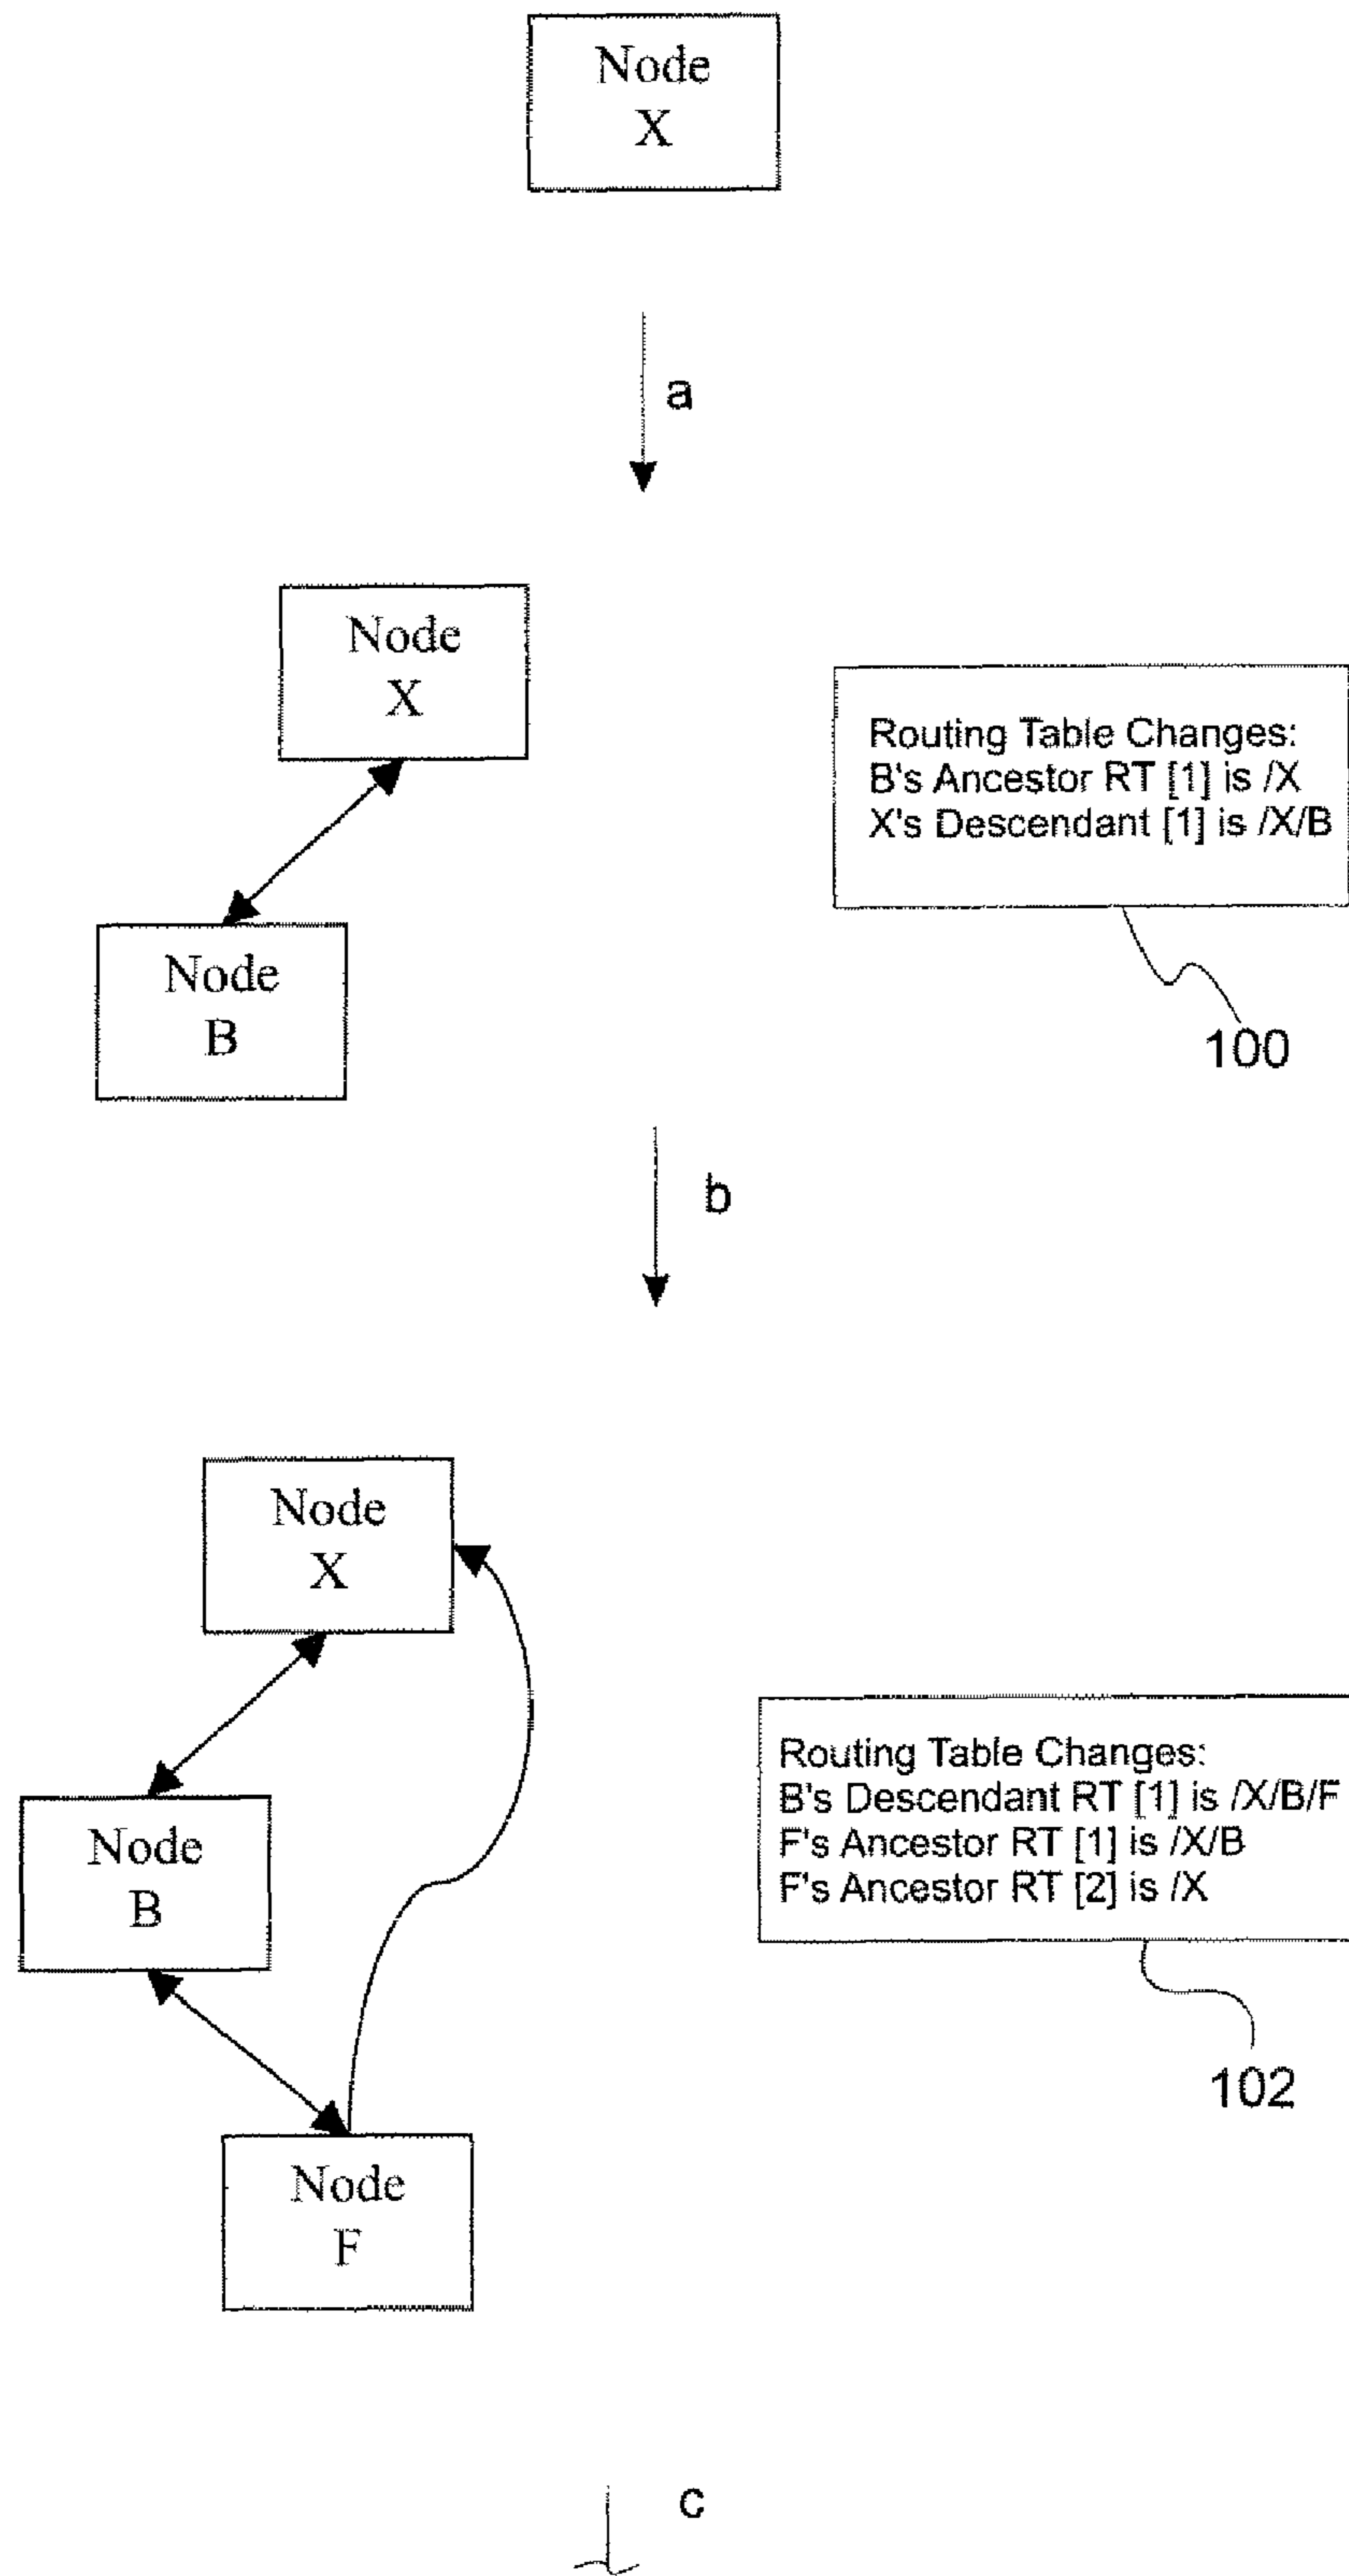 Node
X
a
Node
X
Routing Table Changes:
B's Ancestor RT [1] is /X
X's Descendant [1] is /X/B
Node
B
100
b
Node
X
Routing Table Changes:
B's Descendant RT [1] is /X/B/F
F's Ancestor RT [1] is /X/B
F's Ancestor RT [2] is /X
Node
B
102
Node
F
c